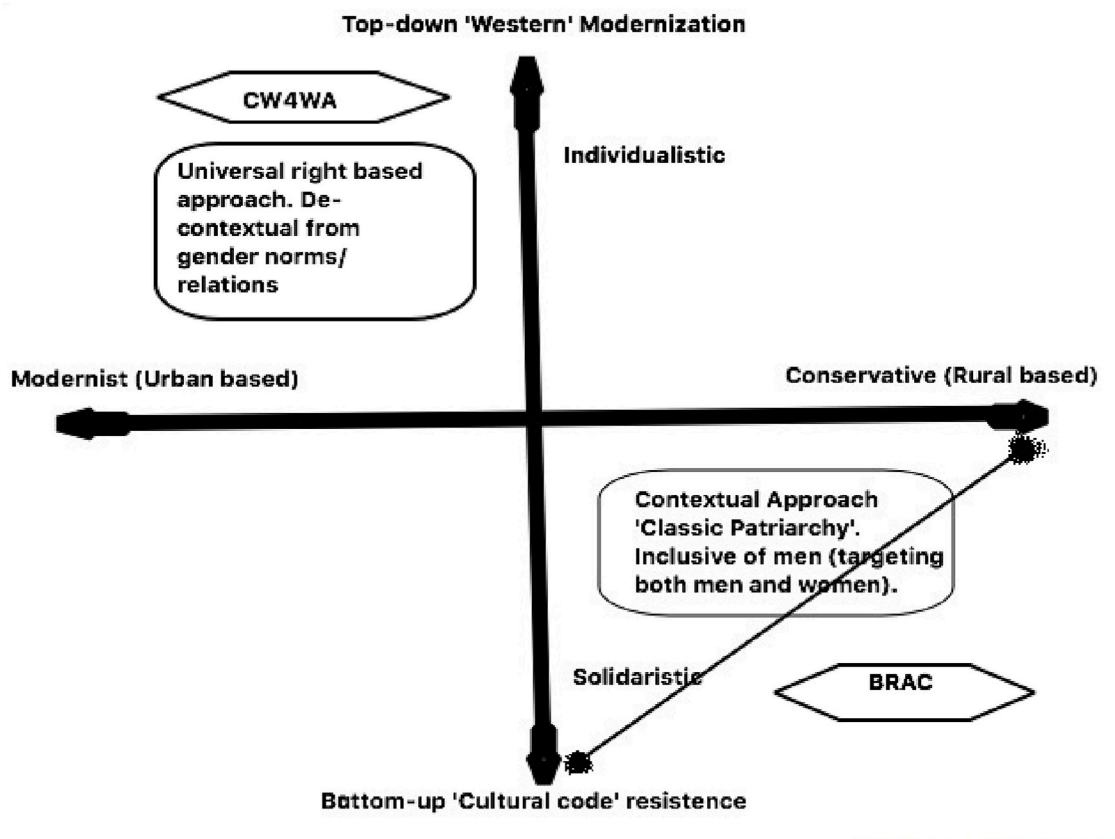 Top-down 'Western' Modernization
CW4WA
Individualistic
Universal right based
approach. De-
contextual from
gender norms/
relations
Modernist (Urban based)
Conservative (Rural based)
Contextual Approach
'Classic Patriarchy'.
Inclusive of men (targeting
both men and women).
Solidaristic
BRAC
Bottom-up 'Cultural code' resistence